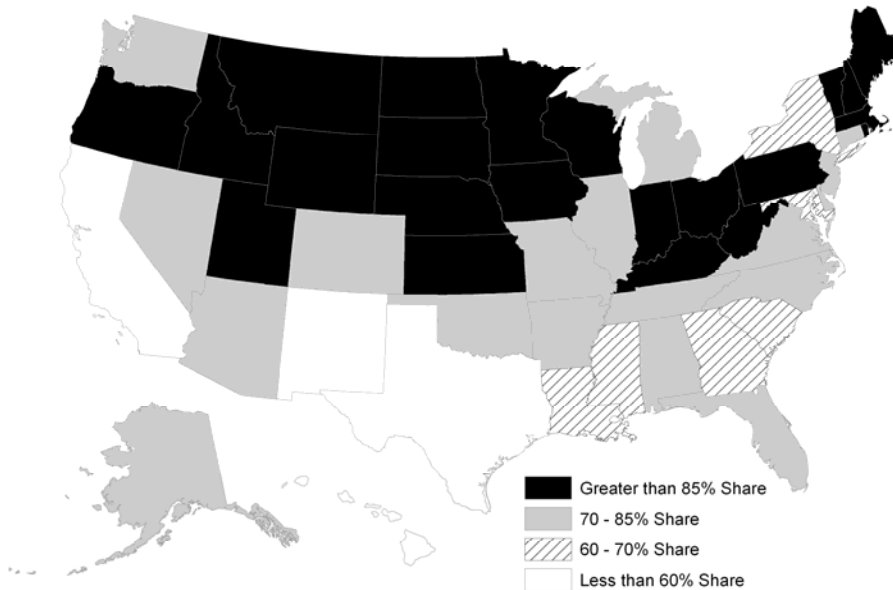 Greater than 85% Share
70 - 85% Share
60 - 70% Share
Less than 60% Share